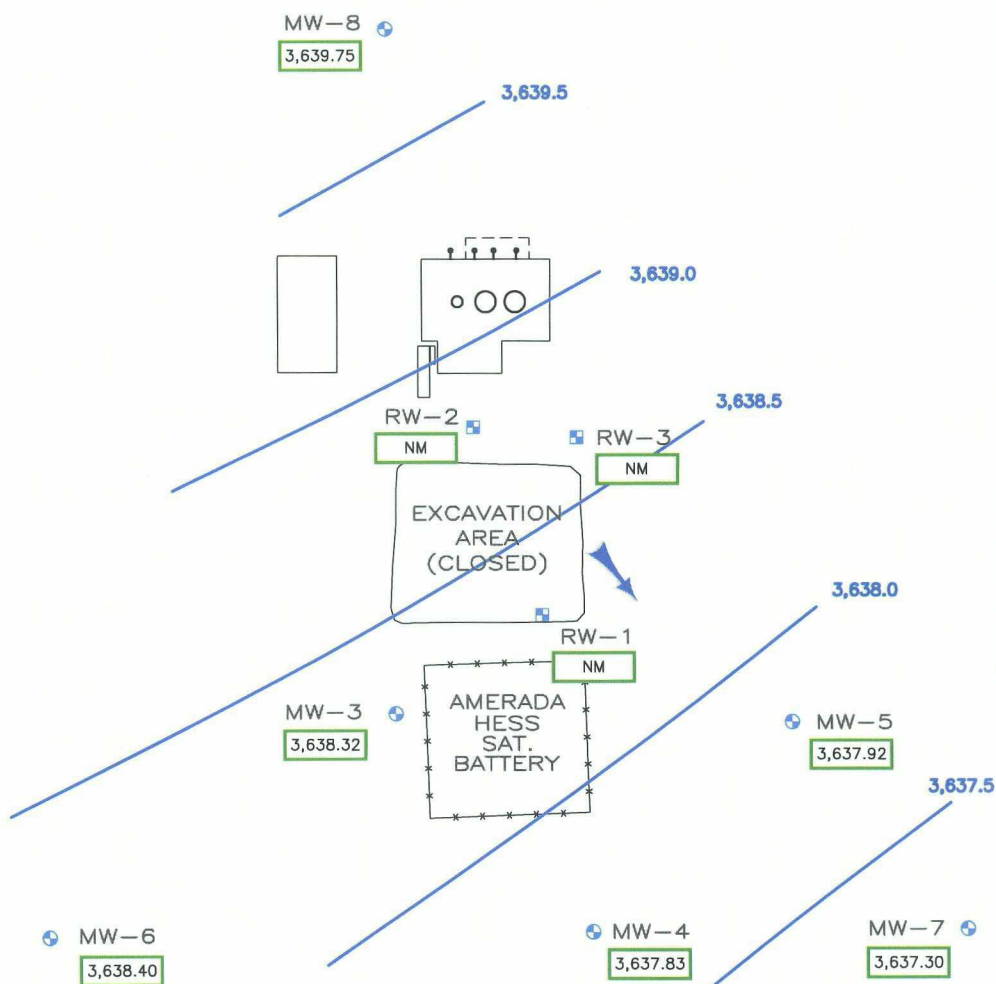 MW-8
3,639.75
3,639.5
3,639.0
3,638.5
RW-2
NM
RW-3
NM
EXCAVATION
AREA
(CLOSED)
3,638.0
RW-1
NM
AMERADA
HESS
SAT.
BATTERY
MW-3
3,638.32
MW-5
3,637.92
3,637.5
MW-6
3,638.40
MW-4
3,637.83
MW-7
3,637.30